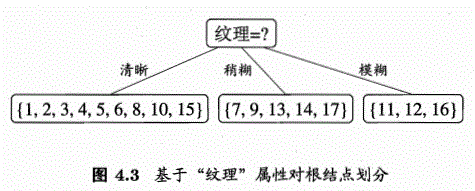 纹理=?
清晰 稍糊 模糊
{1, 2, 3, 4, 5, 6, 8, 10, 15} {7, 9, 13, 14, 17} {11, 12, 16}
图 4.3 基于“纹理”属性对根结点划分